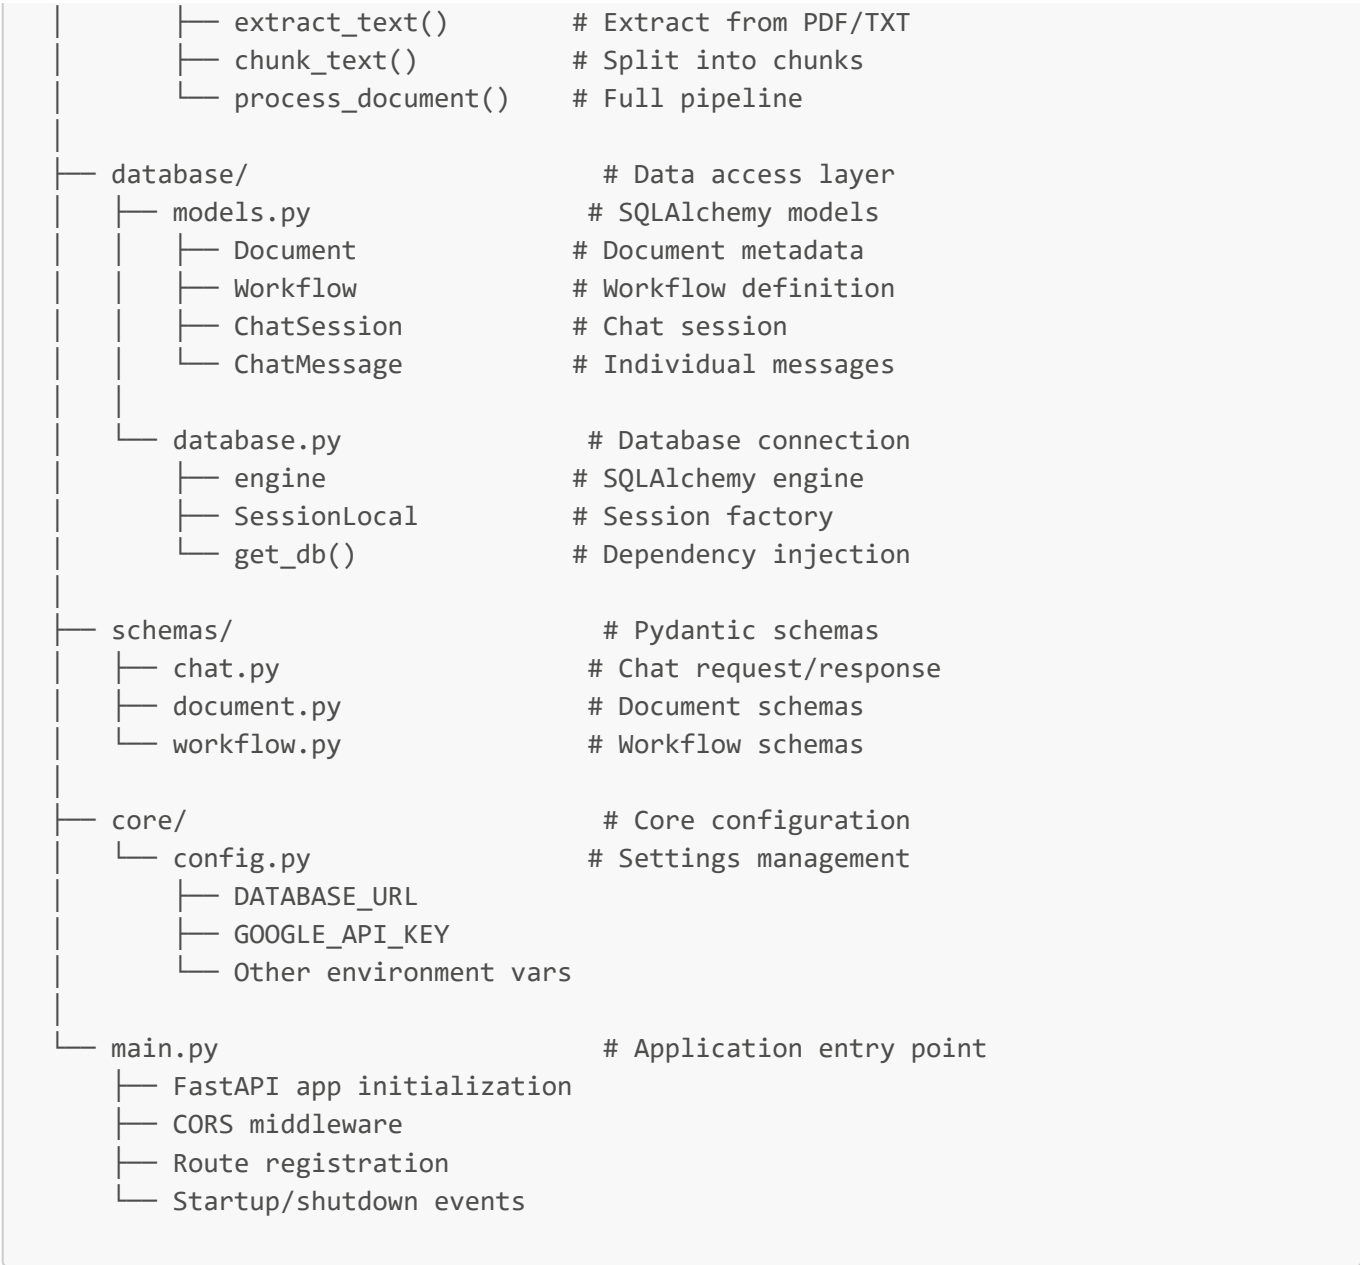 │       ├── extract_text()        # Extract from PDF/TXT
│       ├── chunk_text()          # Split into chunks
│       └── process_document()    # Full pipeline
│
├── database/                       # Data access layer
│   ├── models.py                  # SQLAlchemy models
│   │   ├── Document              # Document metadata
│   │   ├── Workflow              # Workflow definition
│   │   ├── ChatSession           # Chat session
│   │   └── ChatMessage           # Individual messages
│   │
│   └── database.py                # Database connection
│       ├── engine                # SQLAlchemy engine
│       ├── SessionLocal          # Session factory
│       └── get_db()              # Dependency injection
│
├── schemas/                        # Pydantic schemas
│   ├── chat.py                    # Chat request/response
│   ├── document.py                # Document schemas
│   └── workflow.py                # Workflow schemas
│
├── core/                           # Core configuration
│   └── config.py                  # Settings management
│       ├── DATABASE_URL
│       ├── GOOGLE_API_KEY
│       └── Other environment vars
│
└── main.py                         # Application entry point
    ├── FastAPI app initialization
    ├── CORS middleware
    ├── Route registration
    └── Startup/shutdown events